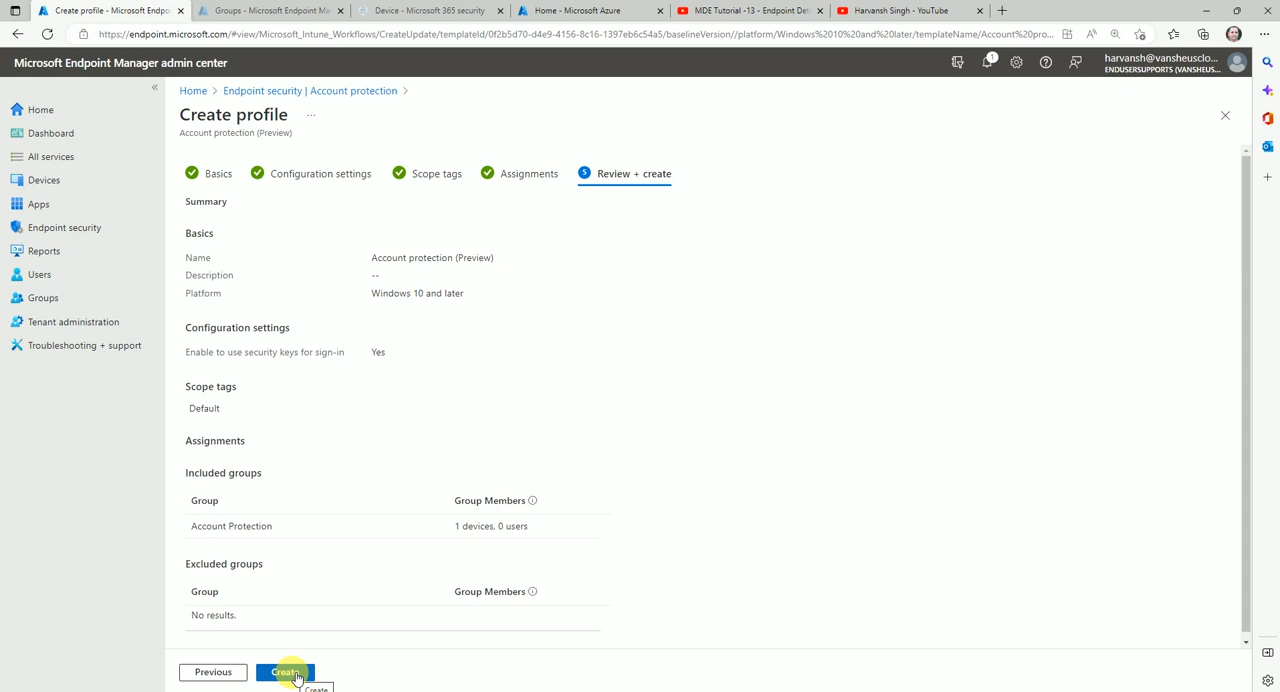 Create profile - Microsoft Endpo
Groups - Microsoft Endpoint Ma
Device - Microsoft 365 security
Home - Microsoft Azure
MDE Tutorial -13 - Endpoint Det
Harvansh Singh - YouTube
https://endpoint.microsoft.com/#view/Microsoft_Intune_Workflows/CreateUpdate/templateId/0f2b5d70-d4e9-4156-8c16-1397eb6c54a5/baselineVersion//platform/Windows%2010%20and%20later/templateName/Account%20pro...
Microsoft Endpoint Manager admin center
1
harvansh@vansheusclo...
ENDUSERSUPPORTS (VANSHEUS...
Home > Endpoint security | Account protection >
Create profile ...
Account protection (Preview)
Home
Dashboard
All services
Devices
Apps
Endpoint security
Reports
Users
Groups
Tenant administration
Troubleshooting + support
Basics
Configuration settings
Scope tags
Assignments
5 Review + create
Summary
Basics
Name Account protection (Preview)
Description --
Platform Windows 10 and later
Configuration settings
Enable to use security keys for sign-in Yes
Scope tags
Default
Assignments
Included groups
Group Group Members
Account Protection 1 devices, 0 users
Excluded groups
Group Group Members
No results.
Previous
Create
Create